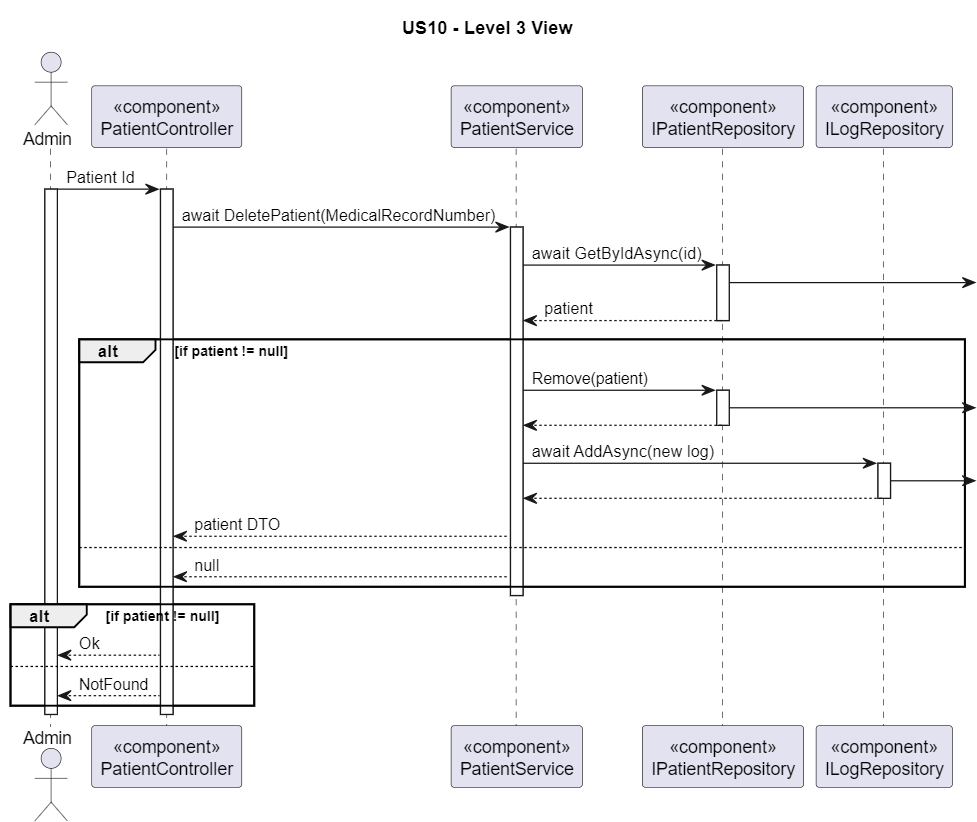 US10 - Level 3 View
Admin
«component»
PatientController
«component»
PatientService
«component»
IPatientRepository
«component»
ILogRepository
Patient Id
await DeletePatient(MedicalRecordNumber)
await GetByIdAsync(id)
patient
alt
[if patient != null]
Remove(patient)
await AddAsync(new log)
patient DTO
null
alt
[if patient != null]
Ok
NotFound
Admin
«component»
PatientController
«component»
PatientService
«component»
IPatientRepository
«component»
ILogRepository